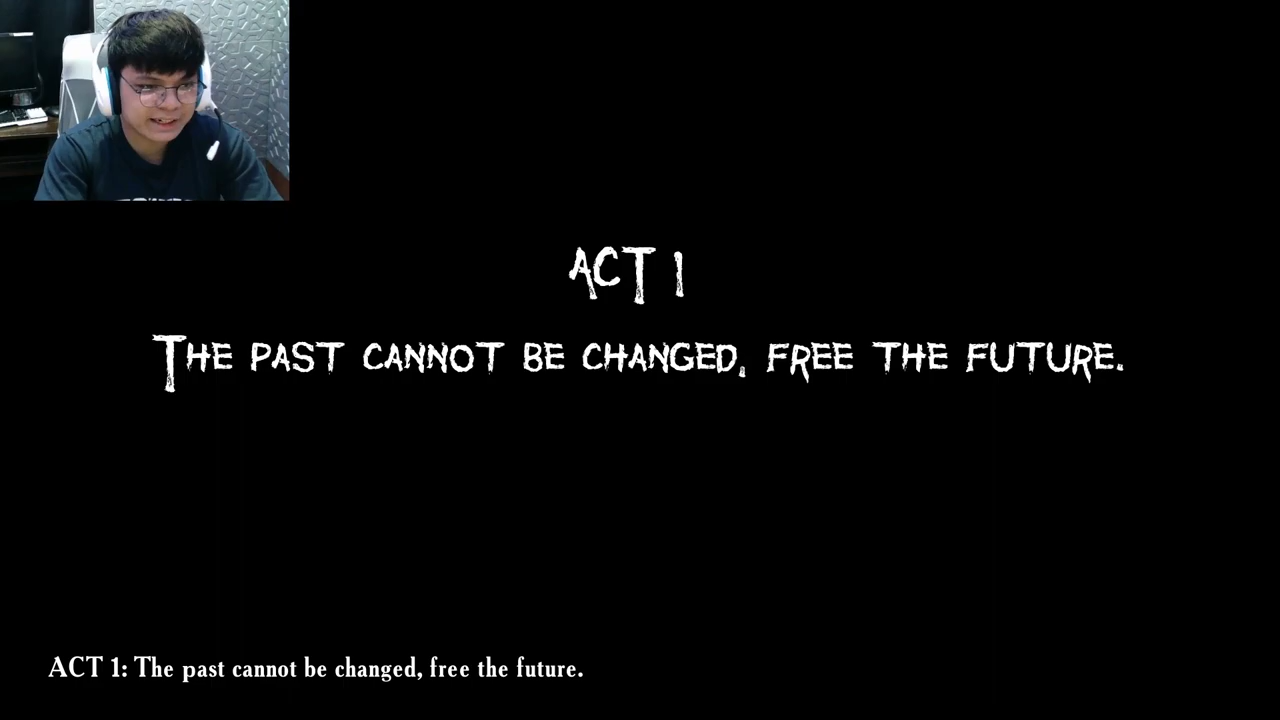 ACT 1
The past cannot be changed, free the future.
ACT 1: The past cannot be changed, free the future.